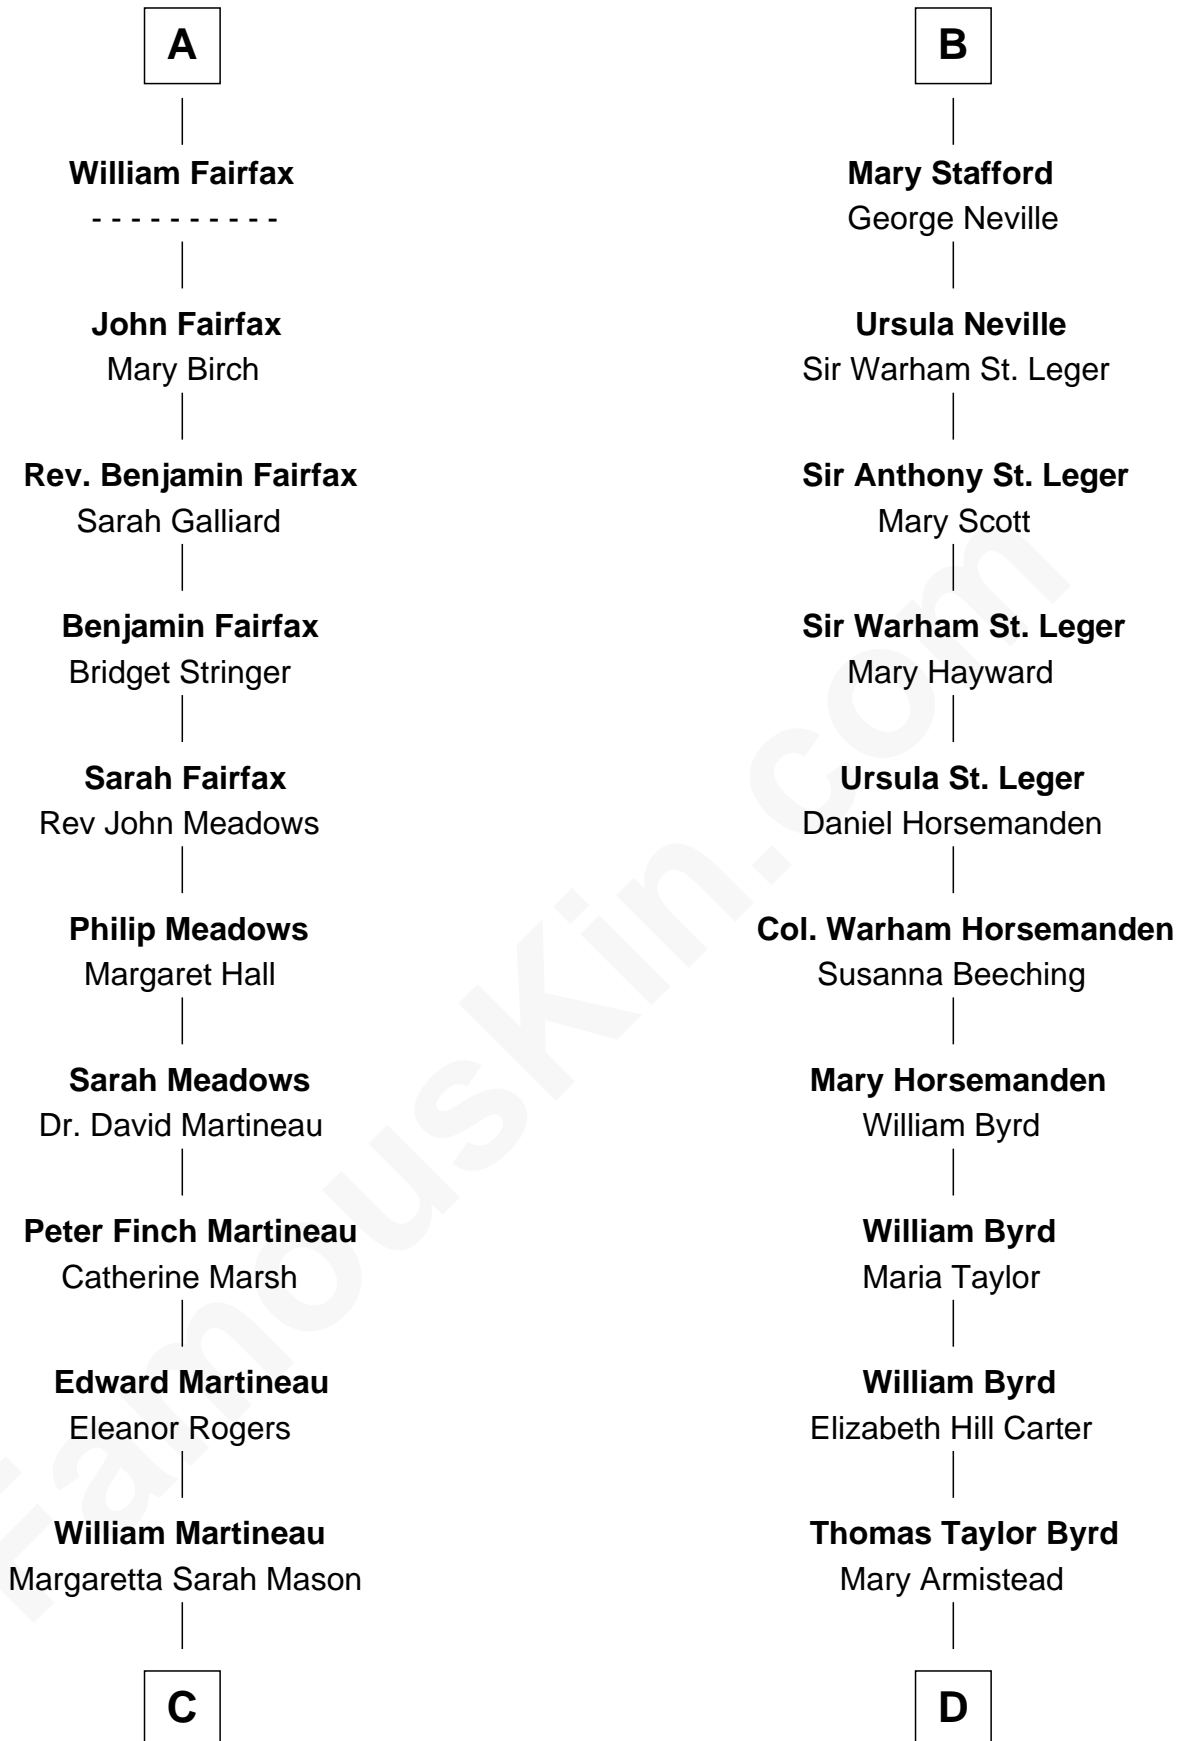 A
William Fairfax
- - - - - - - - - -
John Fairfax
Mary Birch
Rev. Benjamin Fairfax
Sarah Galliard
Benjamin Fairfax
Bridget Stringer
Sarah Fairfax
Rev John Meadows
Philip Meadows
Margaret Hall
Sarah Meadows
Dr. David Martineau
Peter Finch Martineau
Catherine Marsh
Edward Martineau
Eleanor Rogers
William Martineau
Margaretta Sarah Mason
C
B
Mary Stafford
George Neville
Ursula Neville
Sir Warham St. Leger
Sir Anthony St. Leger
Mary Scott
Sir Warham St. Leger
Mary Hayward
Ursula St. Leger
Daniel Horsemanden
Col. Warham Horsemanden
Susanna Beeching
Mary Horsemanden
William Byrd
William Byrd
Maria Taylor
William Byrd
Elizabeth Hill Carter
Thomas Taylor Byrd
Mary Armistead
D
FamousKin.com